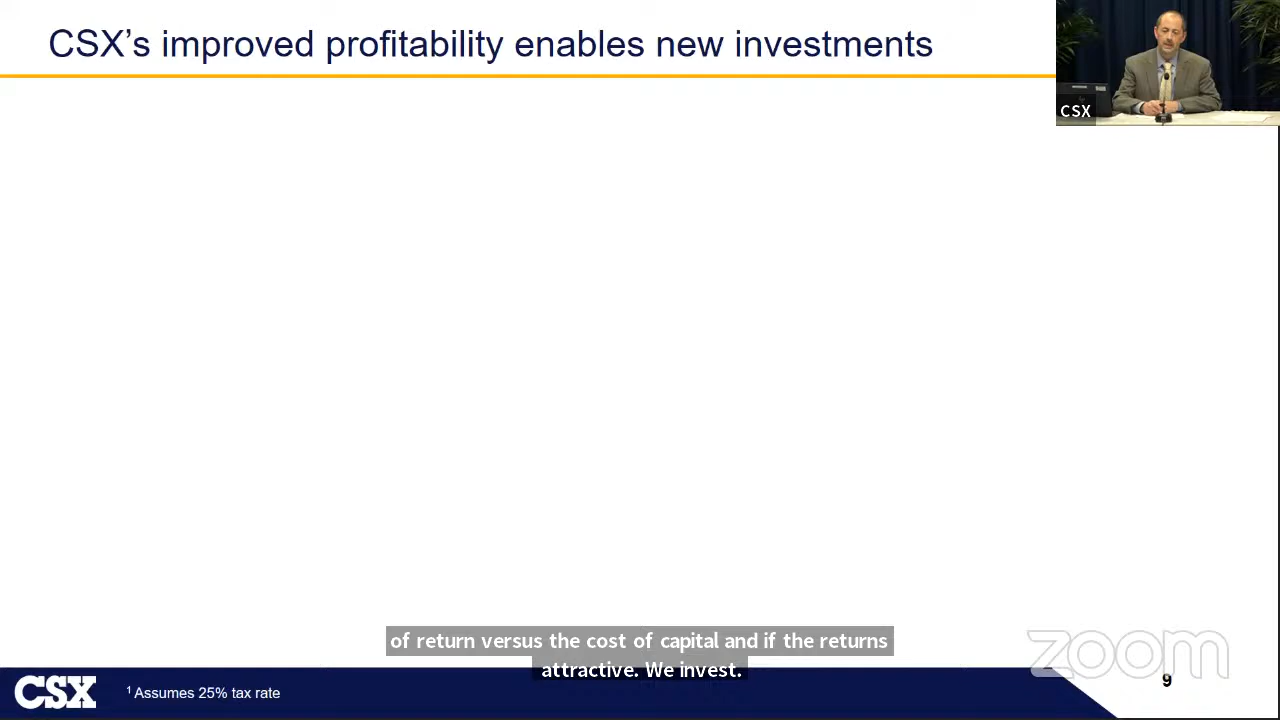 CSX’s improved profitability enables new investments
CSX
of return versus the cost of capital and if the returns
attractive. We invest.
zoom
CSX
¹ Assumes 25% tax rate
9